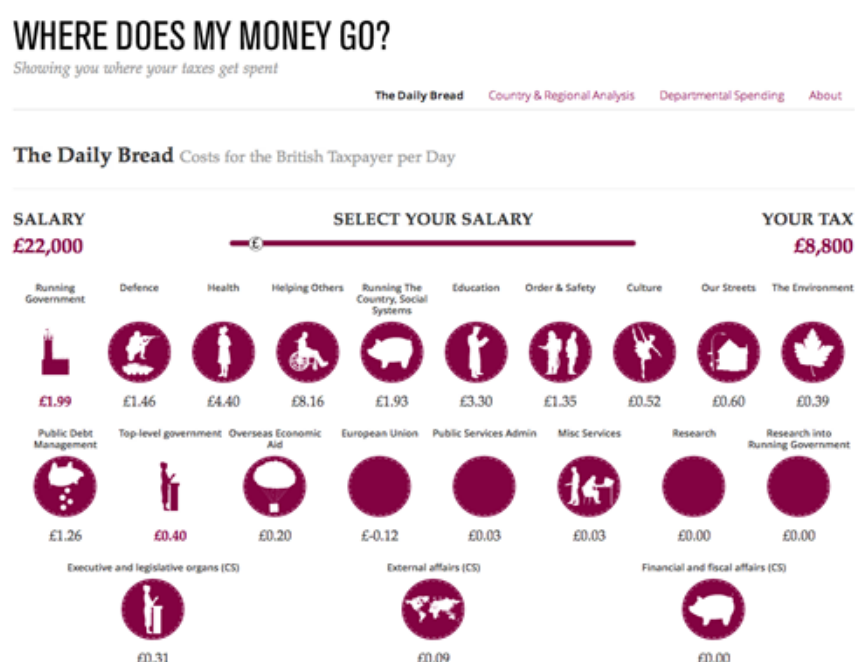 WHERE DOES MY MONEY GO?
Showing you where your taxes get spent
The Daily Bread Country & Regional Analysis Departmental Spending About
The Daily Bread Costs for the British Taxpayer per Day
SALARY SELECT YOUR SALARY YOUR TAX
£22,000 £ £8,800
Running Government Defence Health Helping Others Running The Country, Social Systems Education Order & Safety Culture Our Streets The Environment
£1.99 £1.46 £4.40 £8.16 £1.93 £3.30 £1.35 £0.52 £0.60 £0.39
Public Debt Management Top-level government Overseas Economic Aid European Union Public Services Admin Misc Services Research Research into Running Government
£1.26 £0.40 £0.20 £-0.12 £0.03 £0.03 £0.00 £0.00
Executive and legislative organs (CS) External affairs (CS) Financial and fiscal affairs (CS)
£0.31 £0.09 £0.00